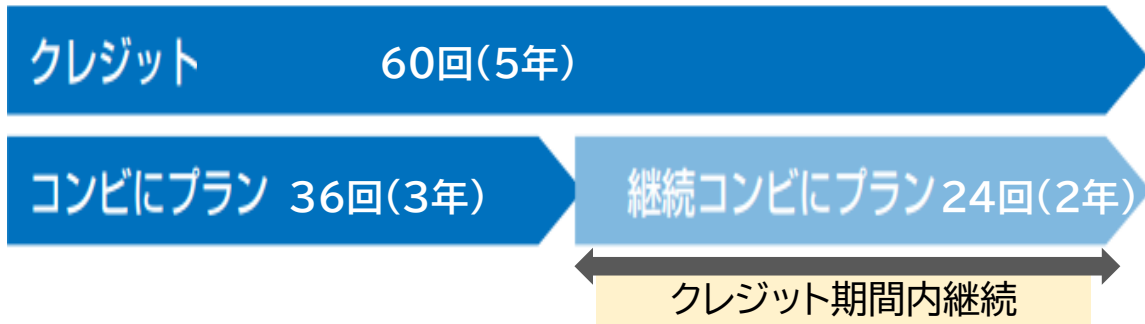 クレジット 60回(5年)
コンビにプラン 36回(3年) 継続コンビにプラン 24回(2年)
クレジット期間内継続